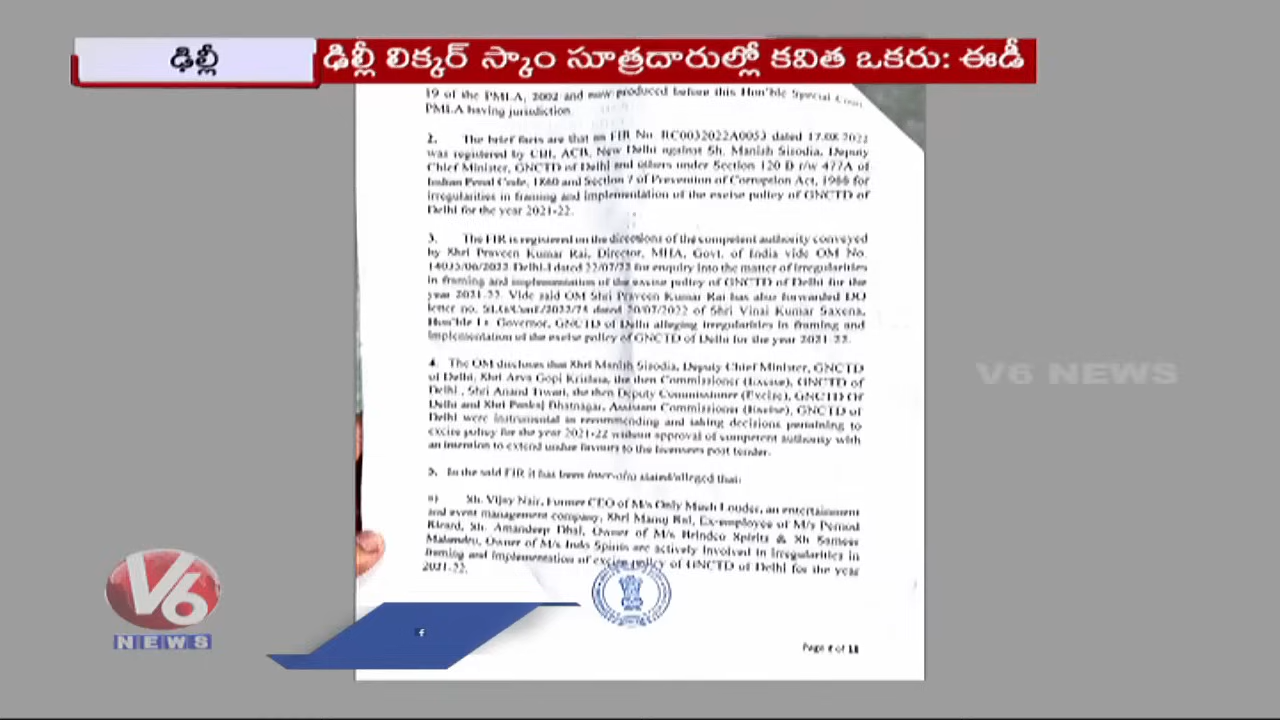 ఢిల్లీ
ఢిల్లీ లిక్కర్ స్కాం సూత్రదారుల్లో కవిత ఒకరు: ఈడీ
19 of the PMLA, 2002 and now produced before this Hon'ble Special
PMLA having jurisdiction
2. The brief facts are that an FIR No. RC0032022A0053 dated 17.08.2022
was registered by CBI, ACB, New Delhi against Sh. Manish Sisodia, Deputy
Chief Minister, GNCTD of Delhi and others under Section 120 B r/w 477A of
Indian Penal Code, 1860 and Section 7 of Prevention of Corruption Act, 1988 for
irregularities in framing and implementation of the excise policy of GNCTD of
Delhi for the year 2021-22.
3. The FIR is registered on the directions of the competent authority conveyed
by Shri Praveen Kumar Rai, Director, MHA, Govt. of India vide OM No.
dated 22/07/22 for enquiry into the matter of irregularities
in framing and implementation of the excise policy of GNCTD of Delhi for the
year 2021-22. Vide said OM Shri Praveen Kumar Rai has also forwarded DO
letter no. dated 20/07/2022 of Shri Vinai Kumar Saxena,
Hon'ble Lt. Governor, GNCTD of Delhi alleging irregularities in framing and
implementation of the excise policy of GNCTD of Delhi for the year 2021-22.
4. The OM discloses that Shri Manish Sisodia, Deputy Chief Minister, GNCTD
of Delhi, Shri Arva Gopi Krishna, the then Commissioner (Excise), GNCTD of
Delhi , Shri Anand Tiwari, the then Deputy Commissioner (Excise), GNCTD Of
Delhi and Shri Pankaj Bhatnagar, Assistant Commissioner (Excise), GNCTD of
Delhi were instrumental in recommending and taking decisions pertaining to
excise policy for the year 2021-22 without approval of competent authority with
an intention to extend undue favours to the licensees post tender.
5. In the said FIR it has been inter-alia stated/alleged that:
a) Sh. Vijay Nair, Former CEO of M/s Only Much Louder, an entertainment
and event management company, Shri Manoj Rai, Ex-employee of M/s Pernod
Ricard, Sh. Amandeep Dhal, Owner of M/s Brindco Spirits & Sh Sameer
Mahendru, Owner of M/s Indo Spirits are actively involved in irregularities in
framing and implementation of excise policy of GNCTD of Delhi for the year
2021-22.
Page of 11
V6 NEWS
V6
NEWS
f